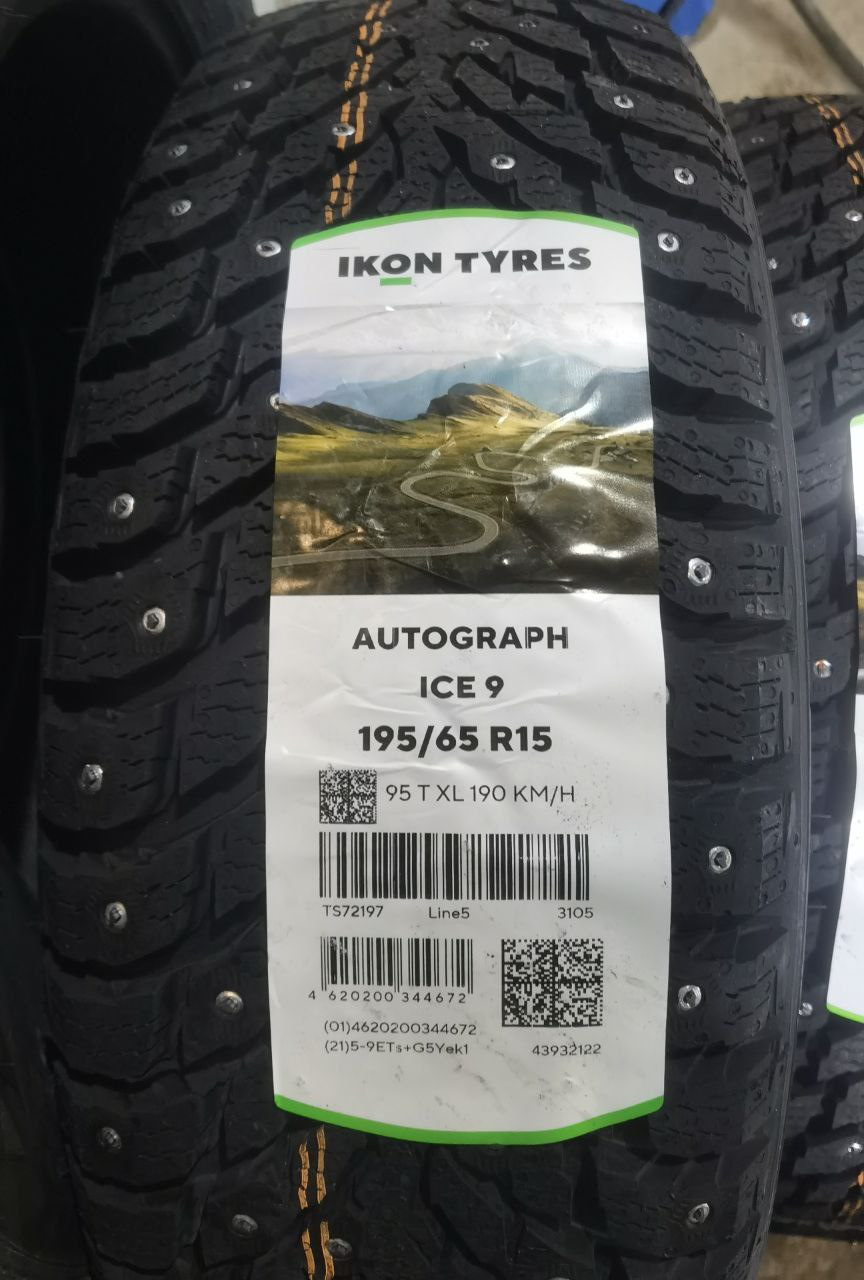 IKON TYRES
AUTOGRAPH
ICE 9
195/65 R15
95 T XL 190 KM/H
TS72197 Line5 3105
4 620200 344672
(01)4620200344672
(21)5-9ETs+G5Yek1 43932122